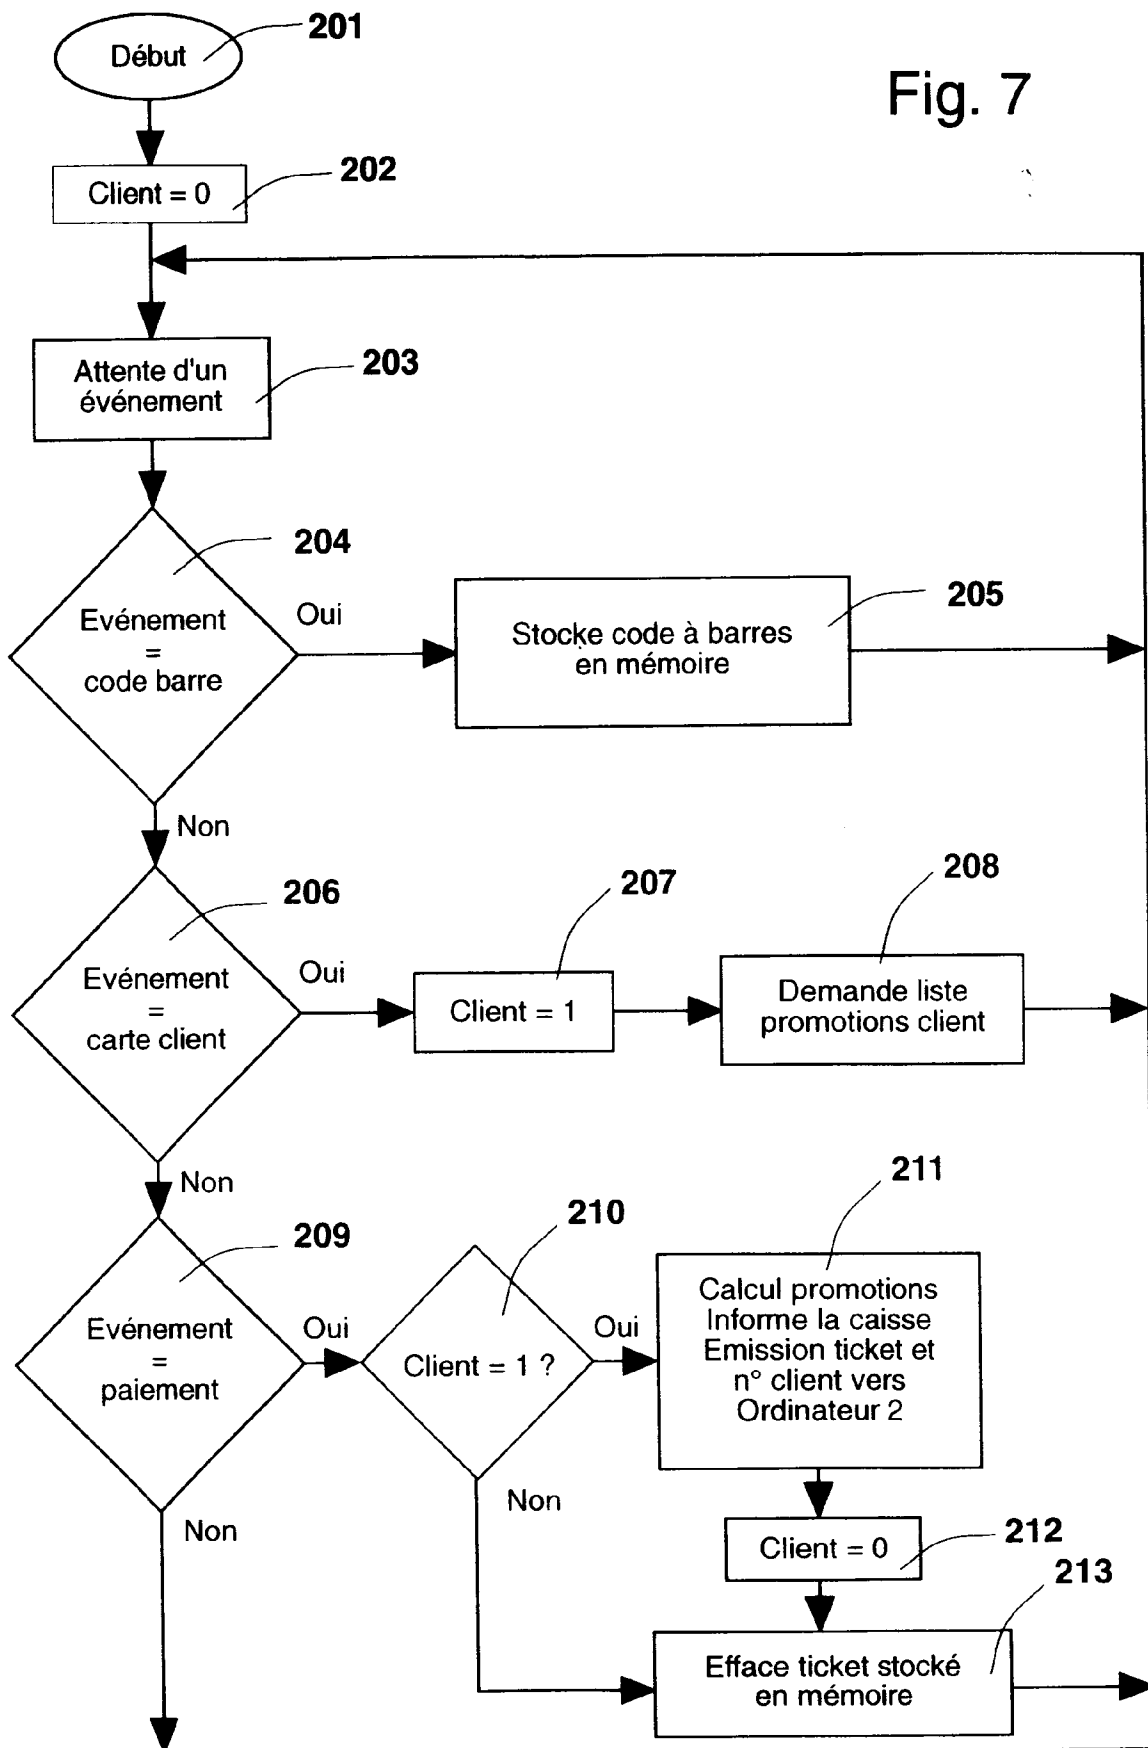 201
Début
Fig. 7
202
Client = 0
203
Attente d'un
événement
204
Evénement
=
code barre
Oui
205
Stocke code à barres
en mémoire
Non
206
Evénement
=
carte client
Oui
207
Client = 1
208
Demande liste
promotions client
Non
209
Evénement
=
paiement
Oui
210
Client = 1 ?
Oui
211
Calcul promotions
Informe la caisse
Emission ticket et
n° client vers
Ordinateur 2
Non
Non
212
Client = 0
213
Efface ticket stocké
en mémoire